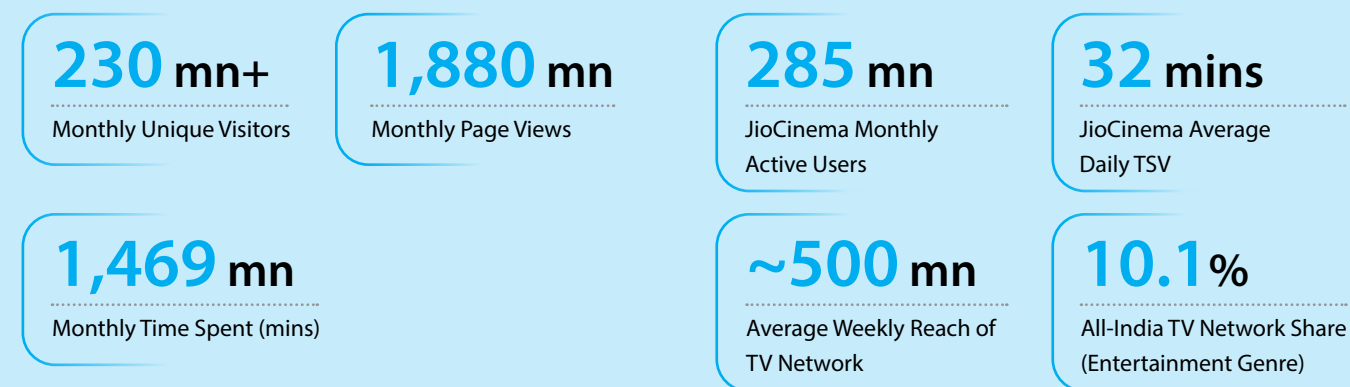 230 mn+
Monthly Unique Visitors
1,880 mn
Monthly Page Views
1,469 mn
Monthly Time Spent (mins)
285 mn
JioCinema Monthly
Active Users
32 mins
JioCinema Average
Daily TSV
~500 mn
Average Weekly Reach of
TV Network
10.1%
All-India TV Network Share
(Entertainment Genre)